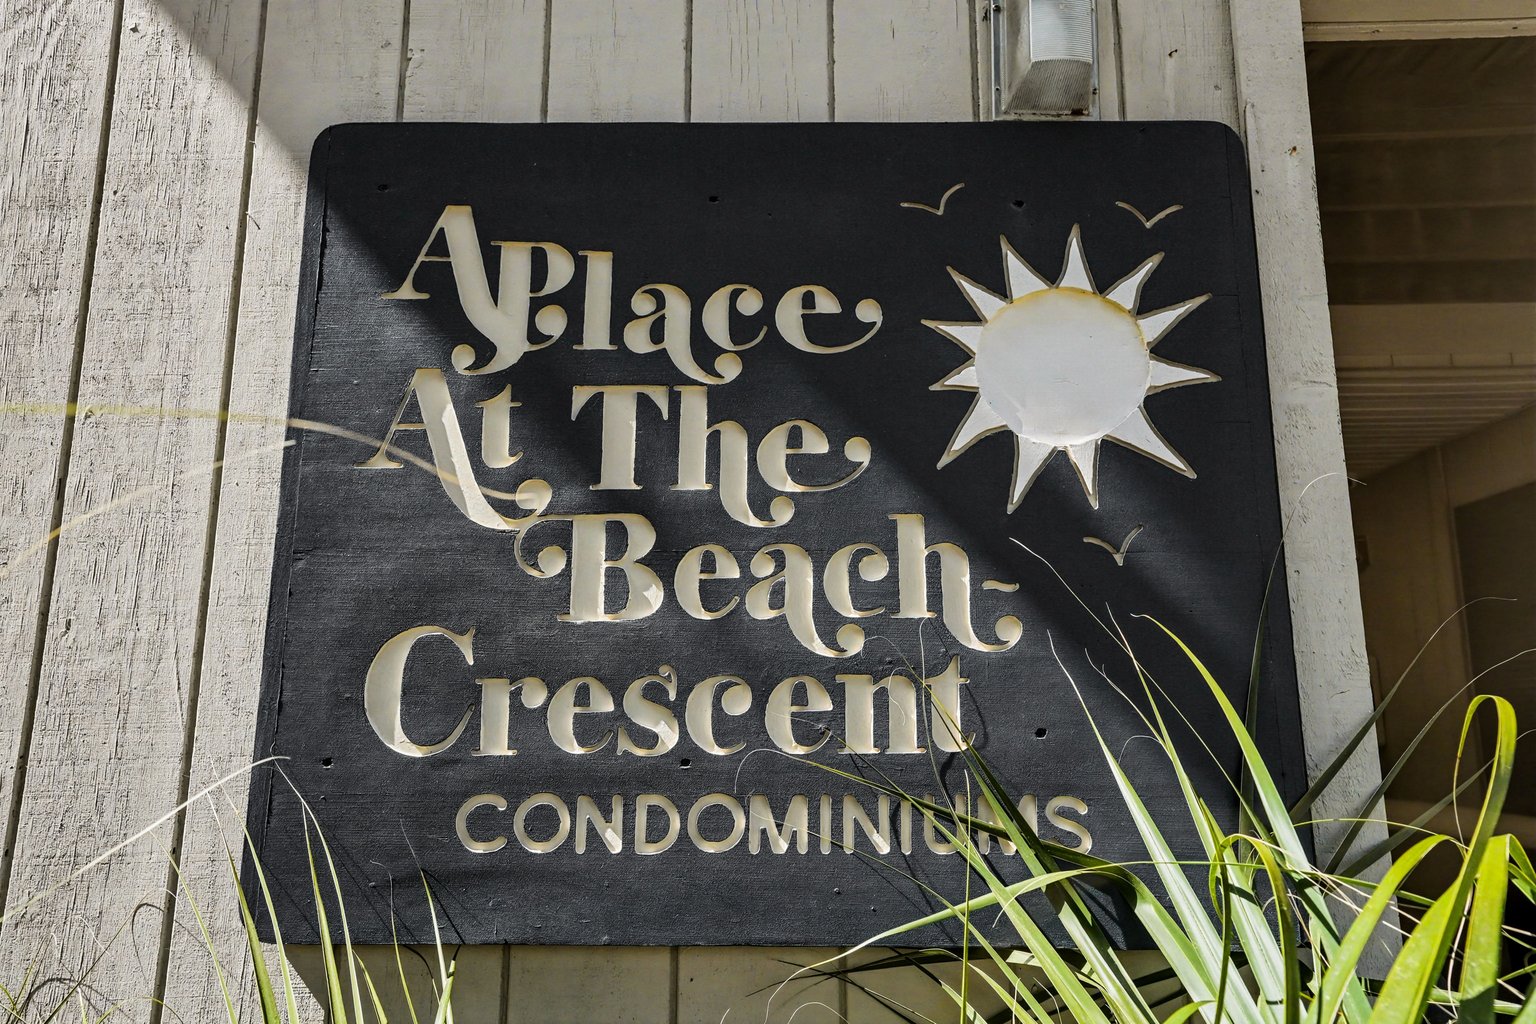 A Place
At The
Beach-
Crescent
CONDOMINIUMS